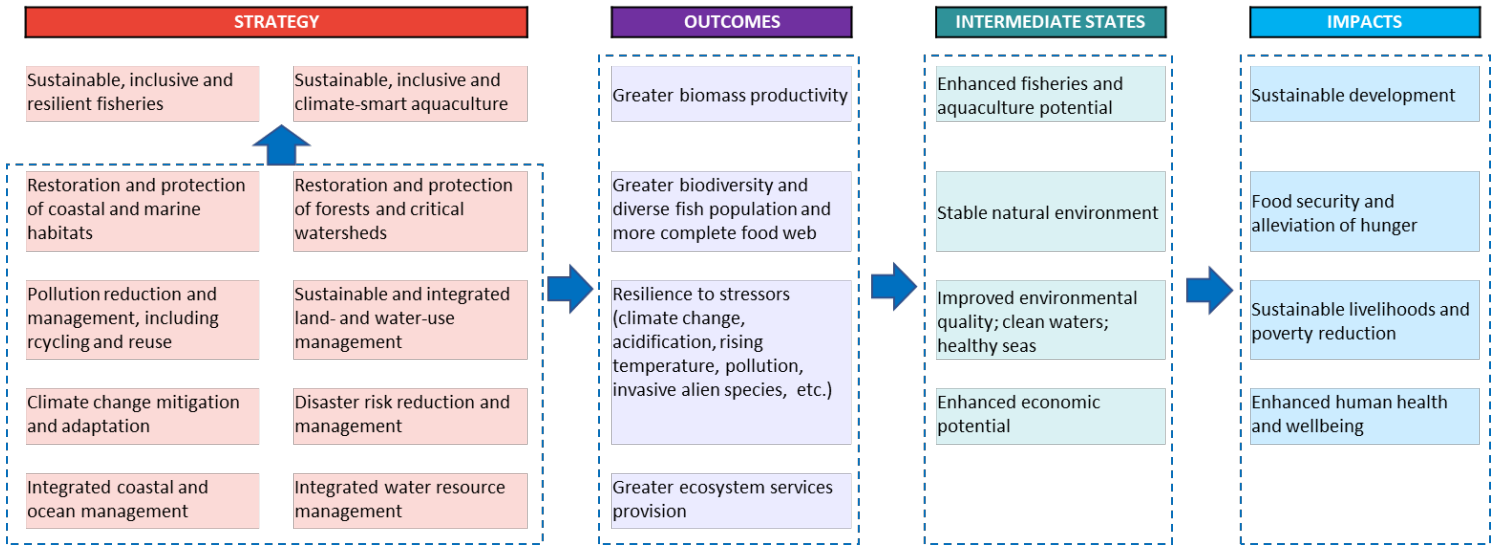 STRATEGY
OUTCOMES
INTERMEDIATE STATES
IMPACTS
Sustainable, inclusive and
resilient fisheries
Sustainable, inclusive and
climate-smart aquaculture
Restoration and protection
of coastal and marine
habitats
Restoration and protection
of forests and critical
watersheds
Pollution reduction and
management, including
rcycling and reuse
Sustainable and integrated
land- and water-use
management
Climate change mitigation
and adaptation
Disaster risk reduction and
management
Integrated coastal and
ocean management
Integrated water resource
management
Greater biomass productivity
Greater biodiversity and
diverse fish population and
more complete food web
Resilience to stressors
(climate change,
acidification, rising
temperature, pollution,
invasive alien species, etc.)
Greater ecosystem services
provision
Enhanced fisheries and
aquaculture potential
Stable natural environment
Improved environmental
quality; clean waters;
healthy seas
Enhanced economic
potential
Sustainable development
Food security and
alleviation of hunger
Sustainable livelihoods and
poverty reduction
Enhanced human health
and wellbeing